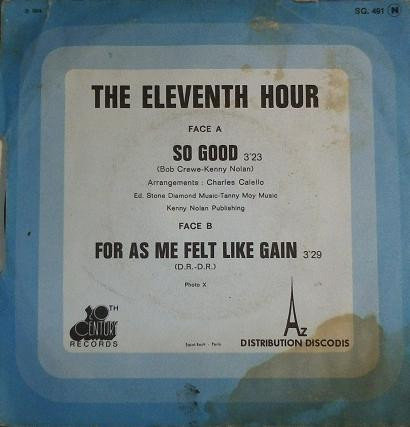 SG. 491 N
THE ELEVENTH HOUR
FACE A
SO GOOD 3'23
(Bob Crewe-Kenny Nolan)
Arrangements : Charles Calello
Ed. Stone Diamond Music-Tanny Moy Music
Kenny Nolan Publishing
FACE B
FOR AS ME FELT LIKE GAIN 3'29
(D.R.-D.R.)
Photo X
20TH
CENTURY
RECORDS
AZ
DISTRIBUTION DISCODIS